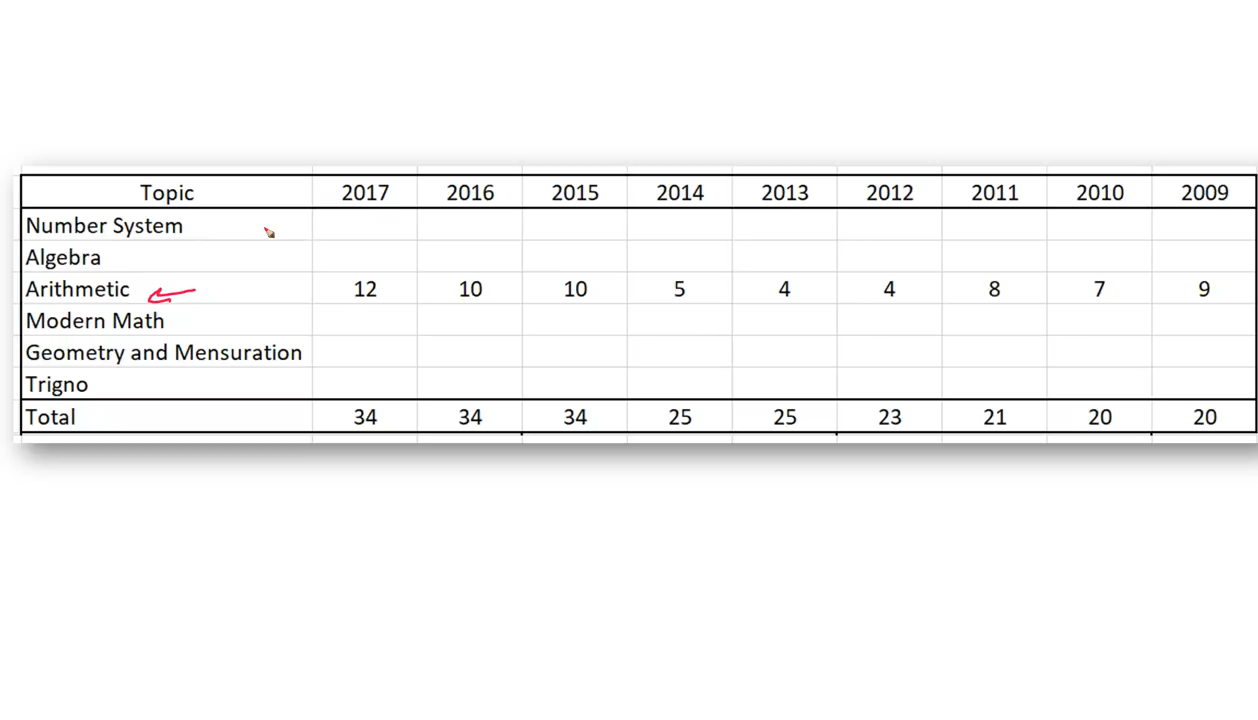 Topic 2017 2016 2015 2014 2013 2012 2011 2010 2009
Number System
Algebra
Arithmetic 12 10 10 5 4 4 8 7 9
Modern Math
Geometry and Mensuration
Trigno
Total 34 34 34 25 25 23 21 20 20